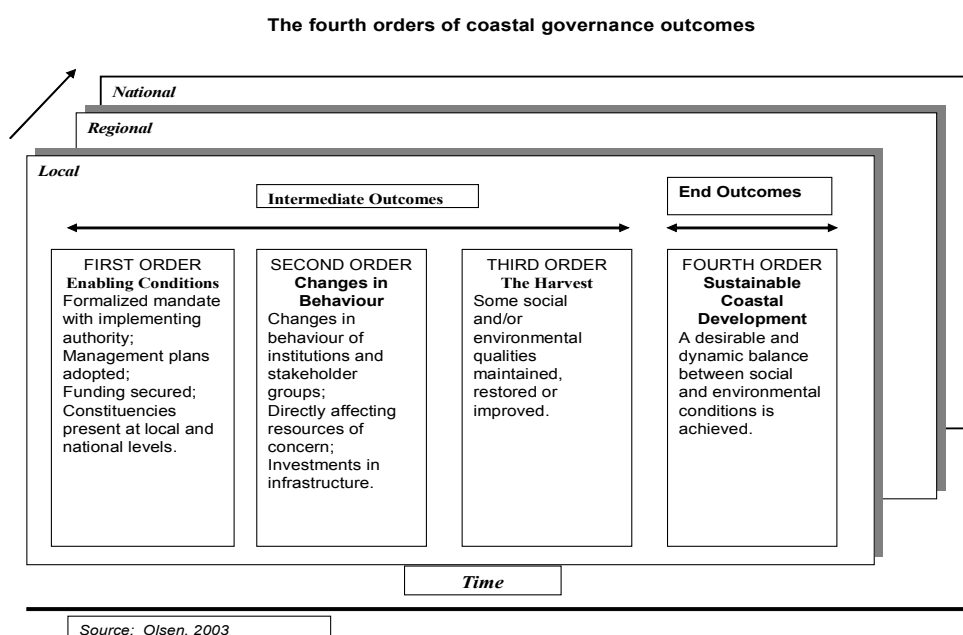 The fourth orders of coastal governance outcomes
National
Regional
Local
Intermediate Outcomes
End Outcomes
FIRST ORDER
Enabling Conditions
Formalized mandate
with implementing
authority;
Management plans
adopted;
Funding secured;
Constituencies
present at local and
national levels.
SECOND ORDER
Changes in
Behaviour
Changes in
behaviour of
institutions and
stakeholder
groups;
Directly affecting
resources of
concern;
Investments in
infrastructure.
THIRD ORDER
The Harvest
Some social
and/or
environmental
qualities
maintained,
restored or
improved.
FOURTH ORDER
Sustainable
Coastal
Development
A desirable and
dynamic balance
between social
and environmental
conditions is
achieved.
Time
Source: Olsen, 2003